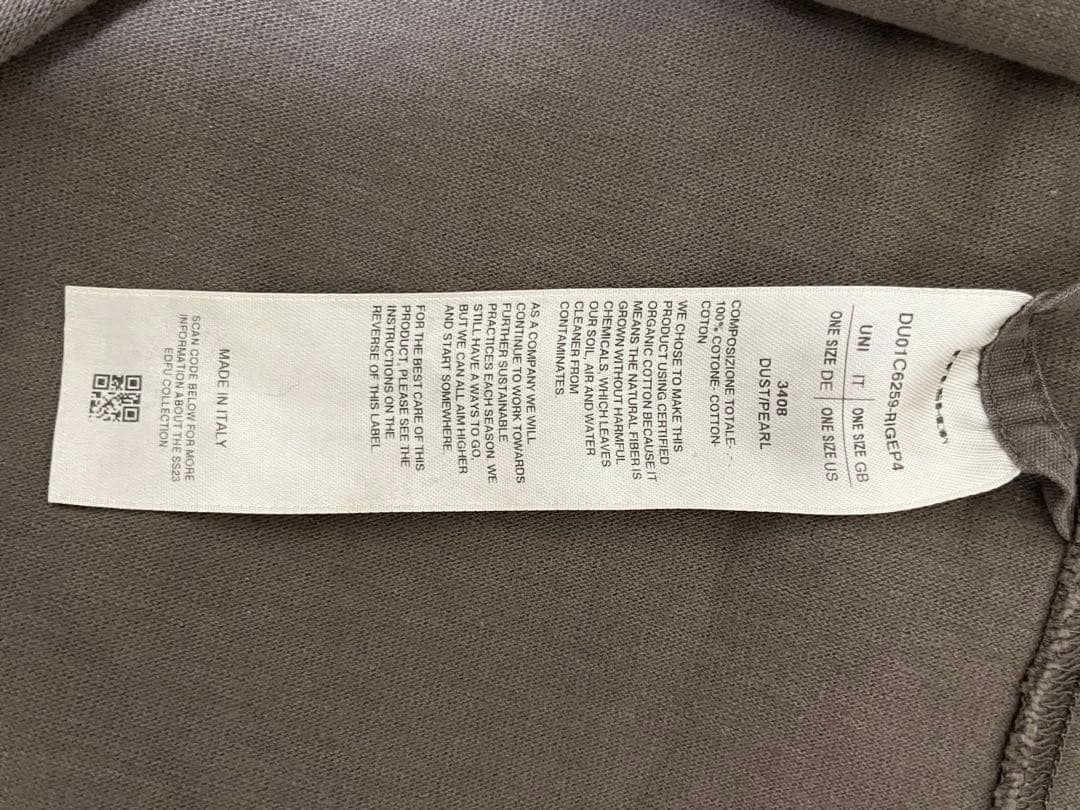 DU01C6259-RIGEP4
UNI IT ONE SIZE GB
ONE SIZE DE ONE SIZE US
3408
DUST/PEARL
COMPOSIZIONE TOTALE-
100% COTONE- COTTON-
COTON
WE CHOSE TO MAKE THIS
PRODUCT USING CERTIFIED
ORGANIC COTTON BECAUSE IT
MEANS THE NATURAL FIBER IS
GROWN WITHOUT HARMFUL
CHEMICALS, WHICH LEAVES
OUR SOIL, AIR AND WATER
CLEANER FROM
CONTAMINATES.
AS A COMPANY WE WILL
CONTINUE TO WORK TOWARDS
FURTHER SUSTAINABLE
PRACTICES EACH SEASON. WE
STILL HAVE A WAYS TO GO,
BUT WE CAN ALL AIM HIGHER
AND START SOMEWHERE.
FOR THE BEST CARE OF THIS
PRODUCT, PLEASE SEE THE
INSTRUCTIONS ON THE
REVERSE OF THIS LABEL.
MADE IN ITALY
SCAN CODE BELOW FOR MORE
INFORMATION ABOUT THE SS23
EDFU COLLECTION